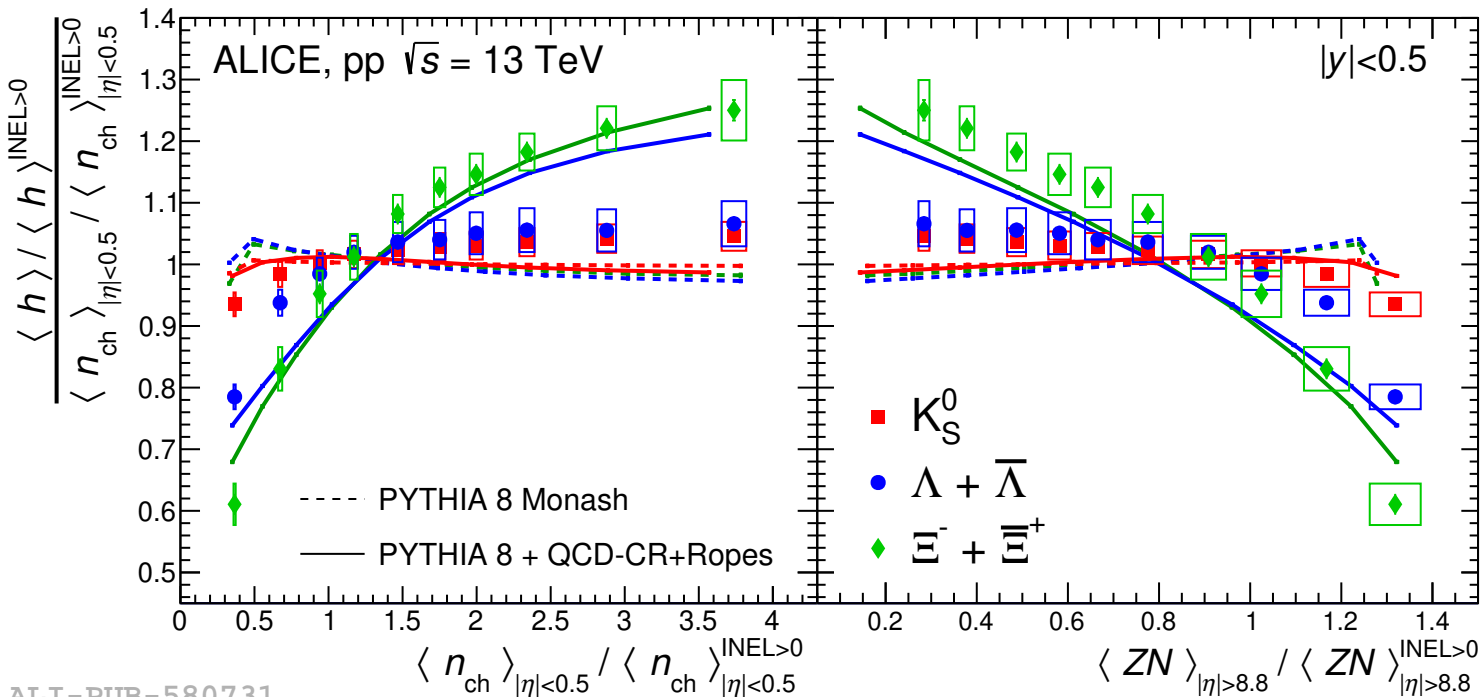 ⟨ h ⟩ / ⟨ h ⟩^INEL>0
⟨ n_ch ⟩_|η|<0.5 / ⟨ n_ch ⟩^INEL>0_|η|<0.5
1.4
1.3
1.2
1.1
1
0.9
0.8
0.7
0.6
0.5
ALICE, pp √s = 13 TeV
PYTHIA 8 Monash
PYTHIA 8 + QCD-CR+Ropes
0 0.5 1 1.5 2 2.5 3 3.5 4
⟨ n_ch ⟩_|η|<0.5 / ⟨ n_ch ⟩^INEL>0_|η|<0.5
|y|<0.5
K^0_S
Λ + Λ̅
Ξ^- + Ξ̅^+
0.2 0.4 0.6 0.8 1 1.2 1.4
⟨ ZN ⟩_|η|>8.8 / ⟨ ZN ⟩^INEL>0_|η|>8.8
ALI-PUB-580731